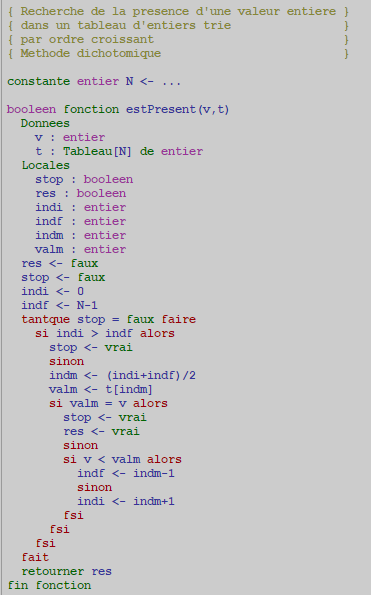 { Recherche de la presence d'une valeur entiere }
{ dans un tableau d'entiers trie }
{ par ordre croissant }
{ Methode dichotomique }
constante entier N <- ...
booleen fonction estPresent(v,t)
Donnees
v : entier
t : Tableau[N] de entier
Locales
stop : booleen
res : booleen
indi : entier
indf : entier
indm : entier
valm : entier
res <- faux
stop <- faux
indi <- 0
indf <- N-1
tantque stop = faux faire
si indi > indf alors
stop <- vrai
sinon
indm <- (indi+indf)/2
valm <- t[indm]
si valm = v alors
stop <- vrai
res <- vrai
sinon
si v < valm alors
indf <- indm-1
sinon
indi <- indm+1
fsi
fsi
fsi
fait
retourner res
fin fonction